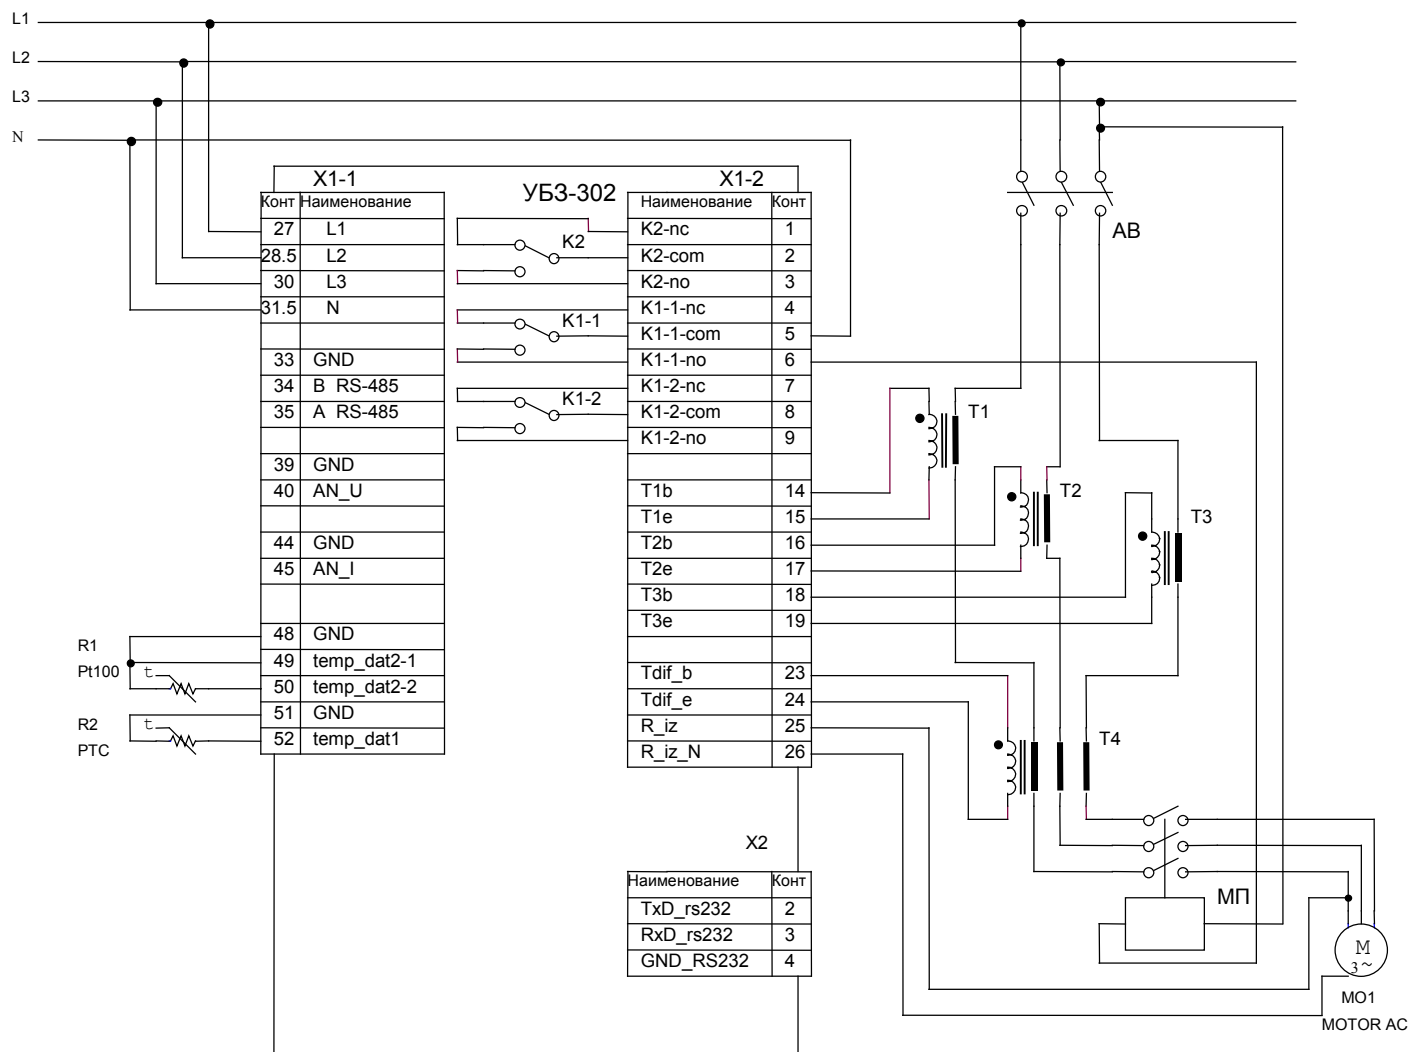 L1
L2
L3
N
X1-1
УБЗ-302
X1-2
Конт Наименование
27 L1
28.5 L2
30 L3
31.5 N
33 GND
34 B RS-485
35 A RS-485
39 GND
40 AN_U
44 GND
45 AN_I
48 GND
49 temp_dat2-1
50 temp_dat2-2
51 GND
52 temp_dat1
K2
K1-1
K1-2
Наименование Конт
K2-nc 1
K2-com 2
K2-no 3
K1-1-nc 4
K1-1-com 5
K1-1-no 6
K1-2-nc 7
K1-2-com 8
K1-2-no 9
T1b 14
T1e 15
T2b 16
T2e 17
T3b 18
T3e 19
Tdif_b 23
Tdif_e 24
R_iz 25
R_iz_N 26
AB
T1
T2
T3
T4
R1
Pt100
t
R2
PTC
t
X2
Наименование Конт
TxD_rs232 2
RxD_rs232 3
GND_RS232 4
МП
M
3~
MO1
MOTOR AC